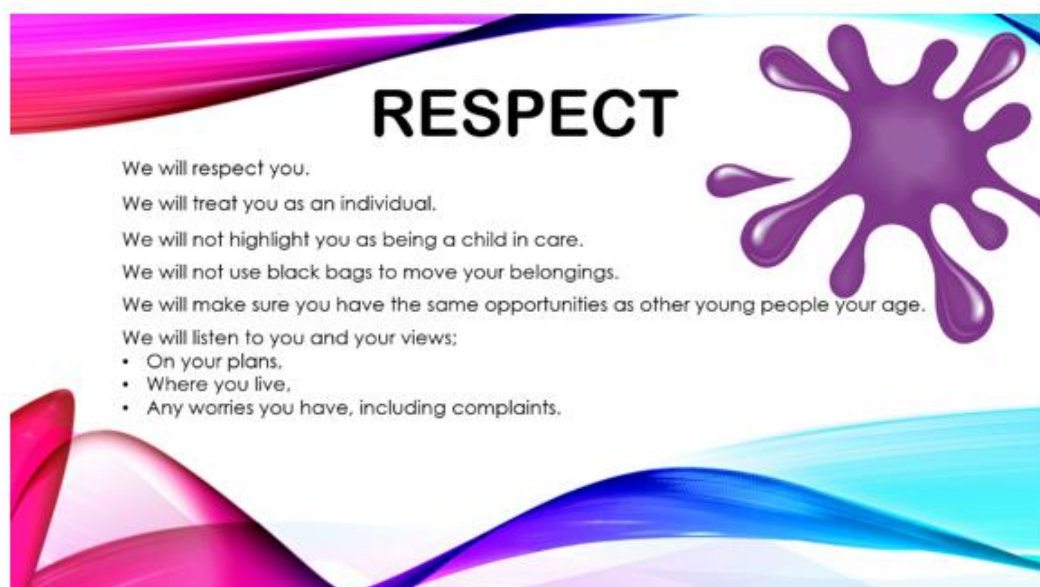 RESPECT
We will respect you.
We will treat you as an individual.
We will not highlight you as being a child in care.
We will not use black bags to move your belongings.
We will make sure you have the same opportunities as other young people your age.
We will listen to you and your views;
• On your plans,
• Where you live,
• Any worries you have, including complaints.